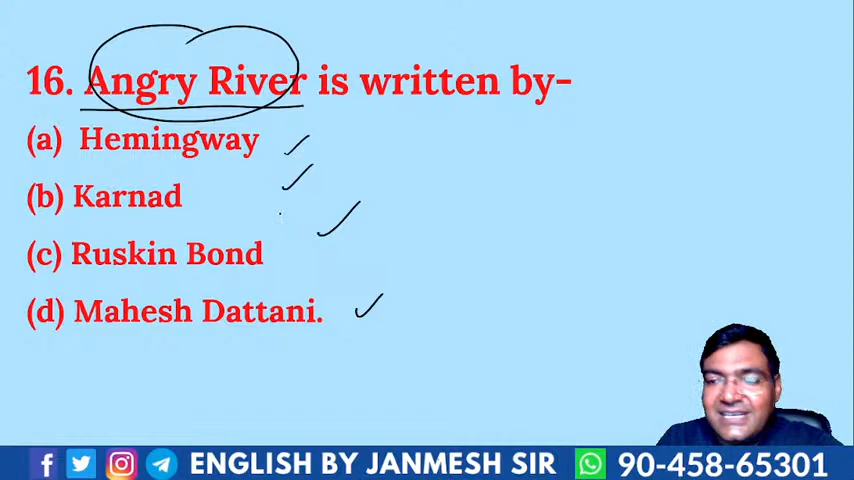 16. Angry River is written by-
(a) Hemingway
(b) Karnad
(c) Ruskin Bond
(d) Mahesh Dattani.
ENGLISH BY JANMESH SIR 90-458-65301